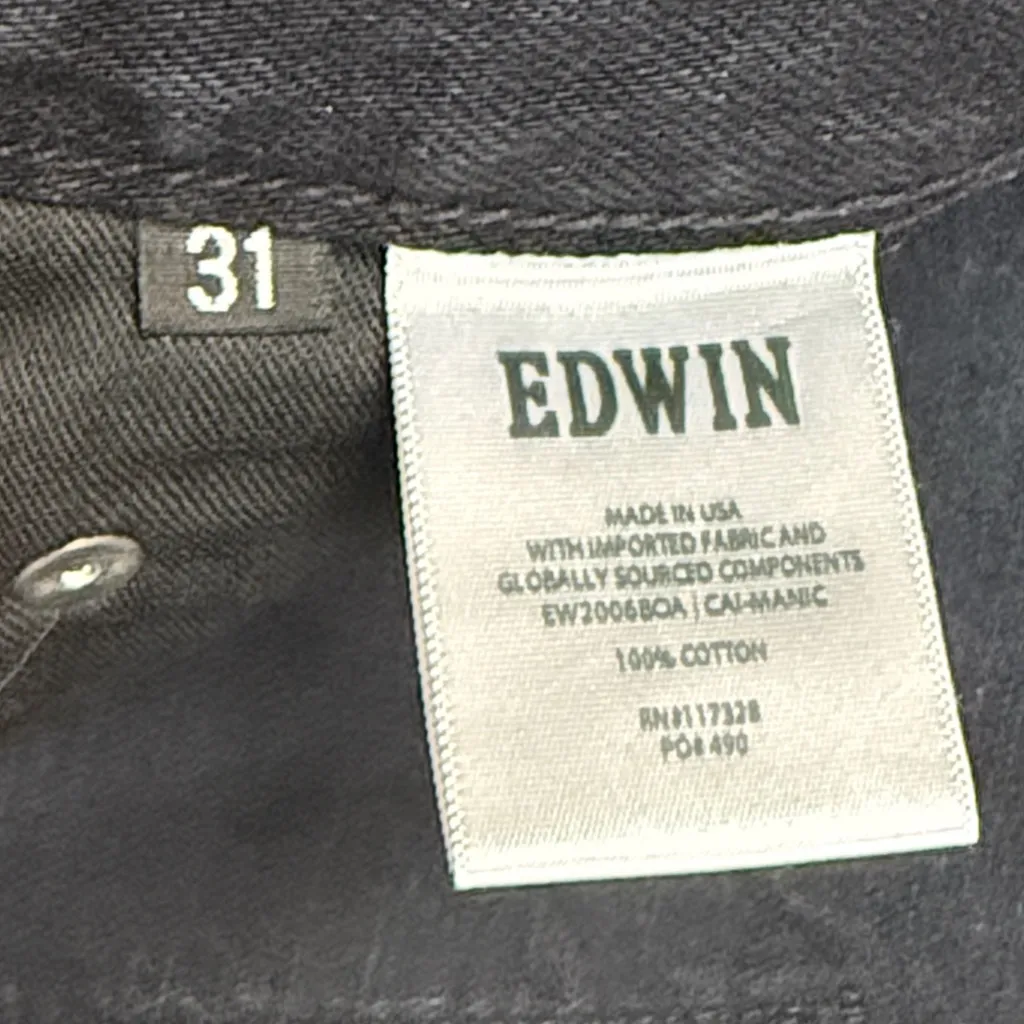 31
EDWIN
MADE IN USA
WITH IMPORTED FABRIC AND
GLOBALLY SOURCED COMPONENTS
EW2006BOA | CAI-MANIC
100% COTTON
RN#117328
PO# 490